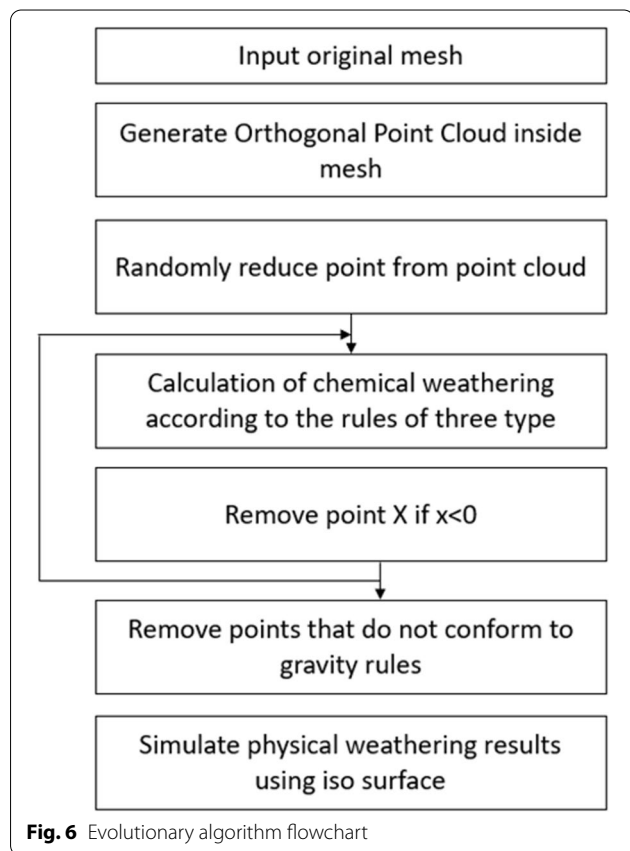 Input original mesh
Generate Orthogonal Point Cloud inside
mesh
Randomly reduce point from point cloud
Calculation of chemical weathering
according to the rules of three type
Remove point X if x<0
Remove points that do not conform to
gravity rules
Simulate physical weathering results
using iso surface
Fig. 6 Evolutionary algorithm flowchart